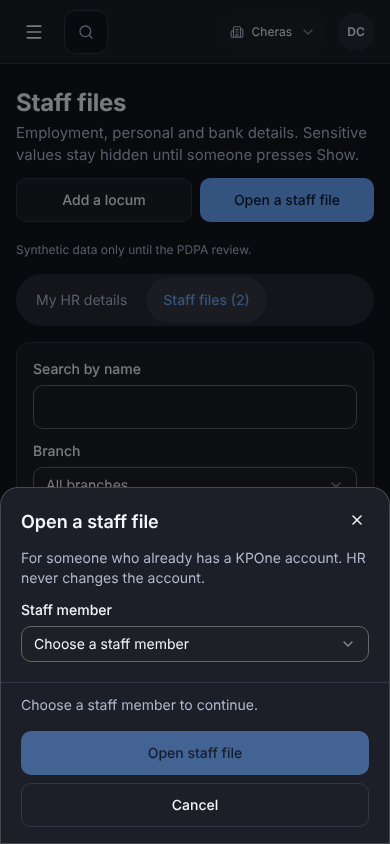 Cheras
DC
Staff files
Employment, personal and bank details. Sensitive
values stay hidden until someone presses Show.
Add a locum
Open a staff file
Synthetic data only until the PDPA review.
My HR details
Staff files (2)
Search by name
Branch
All branches
Open a staff file
For someone who already has a KPOne account. HR
never changes the account.
Staff member
Choose a staff member
Choose a staff member to continue.
Open staff file
Cancel